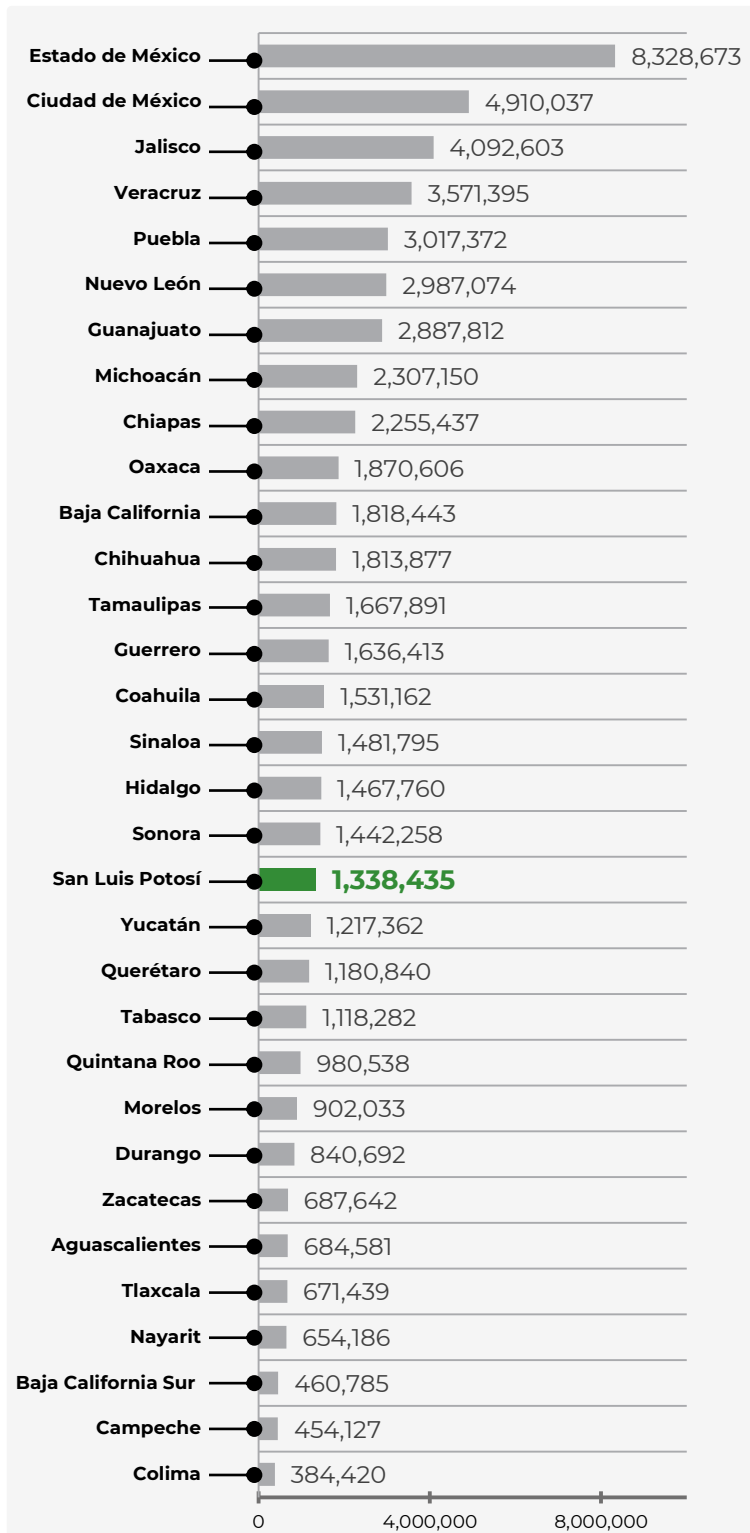 Estado de México 8,328,673
Ciudad de México 4,910,037
Jalisco 4,092,603
Veracruz 3,571,395
Puebla 3,017,372
Nuevo León 2,987,074
Guanajuato 2,887,812
Michoacán 2,307,150
Chiapas 2,255,437
Oaxaca 1,870,606
Baja California 1,818,443
Chihuahua 1,813,877
Tamaulipas 1,667,891
Guerrero 1,636,413
Coahuila 1,531,162
Sinaloa 1,481,795
Hidalgo 1,467,760
Sonora 1,442,258
San Luis Potosí 1,338,435
Yucatán 1,217,362
Querétaro 1,180,840
Tabasco 1,118,282
Quintana Roo 980,538
Morelos 902,033
Durango 840,692
Zacatecas 687,642
Aguascalientes 684,581
Tlaxcala 671,439
Nayarit 654,186
Baja California Sur 460,785
Campeche 454,127
Colima 384,420
0 4,000,000 8,0000,000